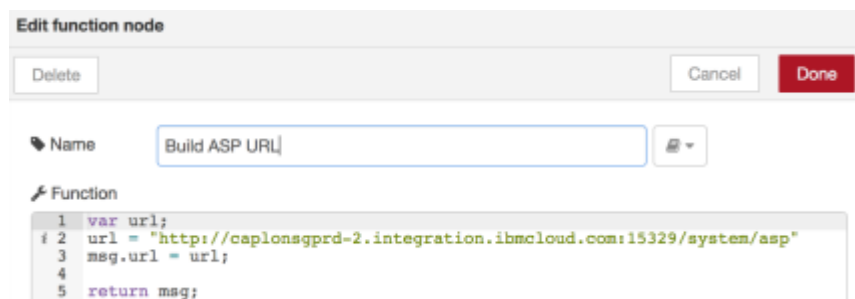 Edit function node
Delete Cancel Done
Name Build ASP URL
Function
1 var url;
i 2 url = "http://caplonsgprd-2.integration.ibmcloud.com:15329/system/asp"
3 msg.url = url;
4
5 return msg;